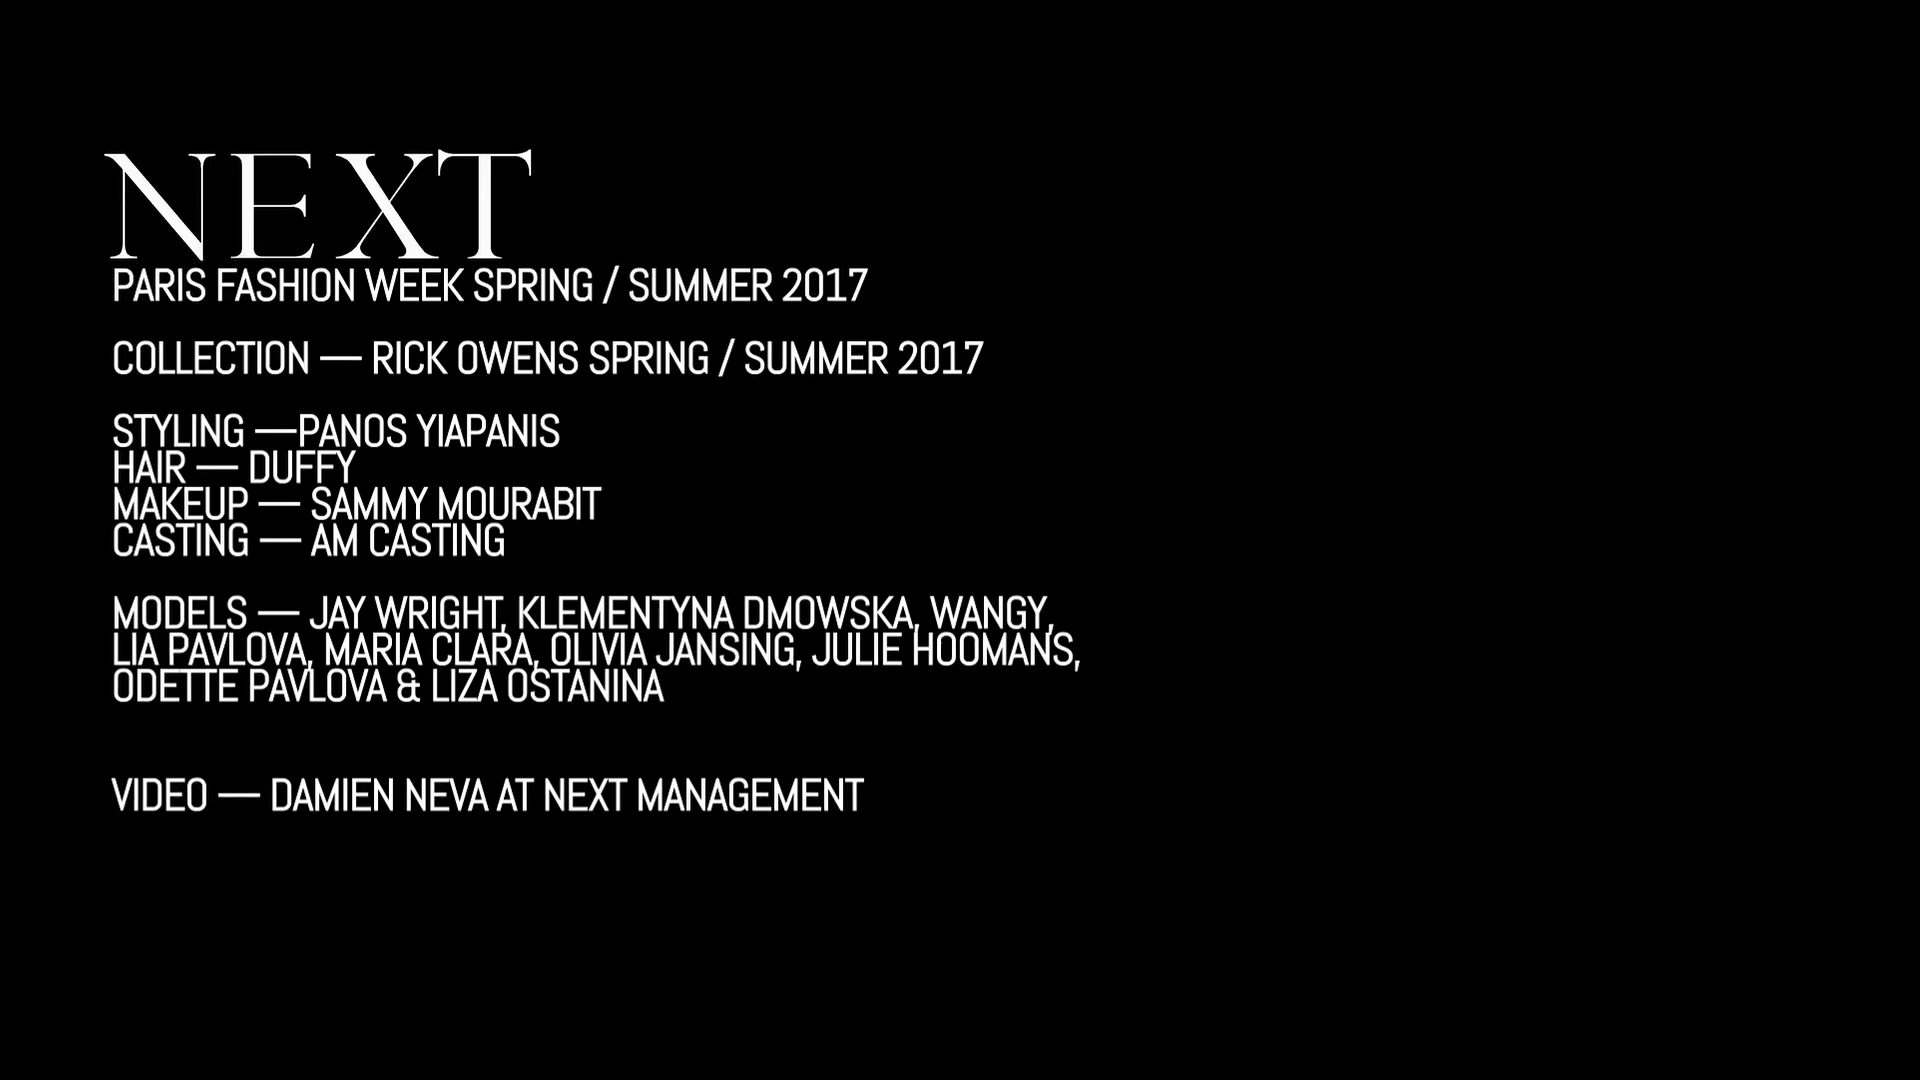 NEXT
PARIS FASHION WEEK SPRING / SUMMER 2017
COLLECTION — RICK OWENS SPRING / SUMMER 2017
STYLING —PANOS YIAPANIS
HAIR — DUFFY
MAKEUP — SAMMY MOURABIT
CASTING — AM CASTING
MODELS — JAY WRIGHT, KLEMENTYNA DMOWSKA, WANGY,
LIA PAVLOVA, MARIA CLARA, OLIVIA JANSING, JULIE HOOMANS,
ODETTE PAVLOVA & LIZA OSTANINA
VIDEO — DAMIEN NEVA AT NEXT MANAGEMENT